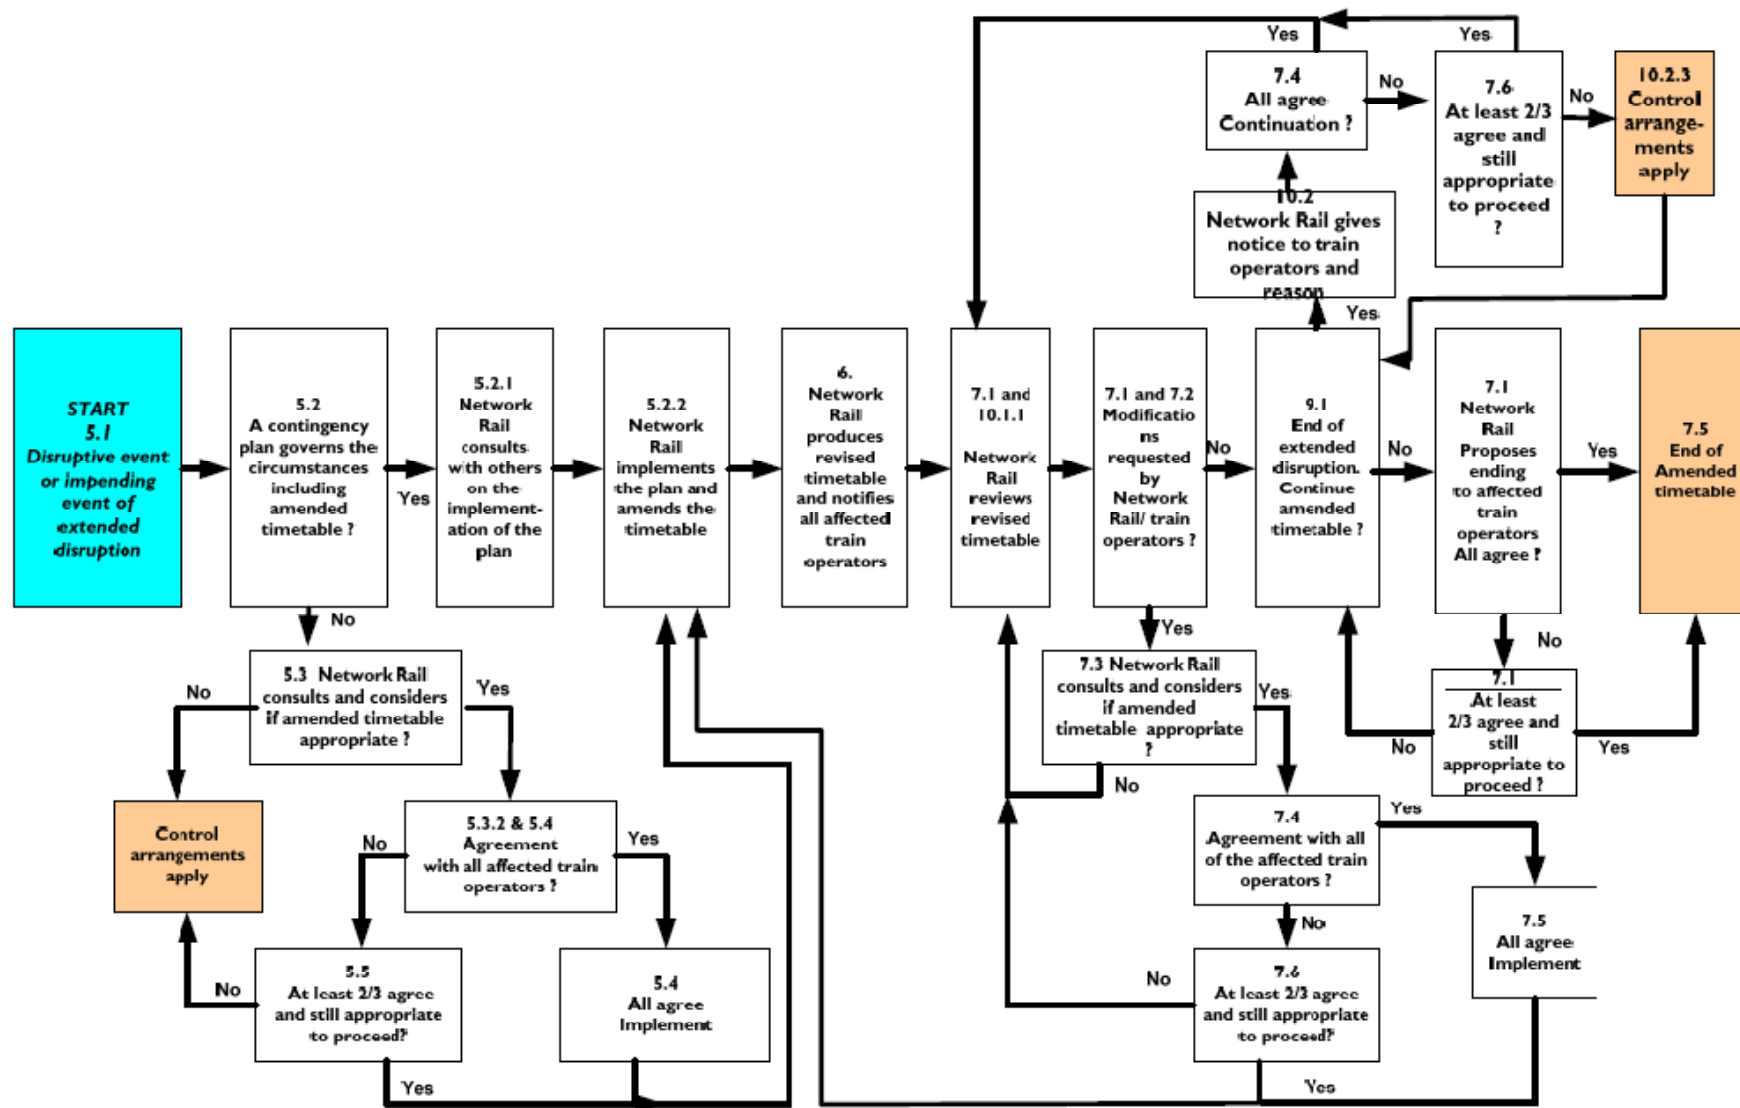 Yes
Yes
7.4
All agree
Continuation ?
No
7.6
At least 2/3
agree and
still
appropriate
to proceed
?
No
10.2.3
Control
arrange-
ments
apply
10.2
Network Rail gives
notice to train
operators and
reason
Yes
START
5.1
Disruptive event
or impending
event of
extended
disruption
5.2
A contingency
plan governs the
circumstances
including
amended
timetable ?
Yes
5.2.1
Network
Rail
consults
with others
on the
implement-
ation of the
plan
5.2.2
Network
Rail
implements
the plan and
amends the
timetable
6.
Network
Rail
produces
revised
timetable
and notifies
all affected
train
operators
7.1 and
10.1.1
Network
Rail
reviews
revised
timetable
7.1 and 7.2
Modificatio
ns
requested
by
Network
Rail/ train
operators ?
No
9.1
End of
extended
disruption.
Continue
amended
timetable ?
No
7.1
Network
Rail
Proposes
ending
to affected
train
operators
All agree ?
Yes
7.5
End of
Amended
timetable
No
Yes
No
5.3 Network Rail
consults and considers
if amended timetable
appropriate ?
No
Yes
7.3 Network Rail
consults and considers
if amended
timetable appropriate
?
Yes
No
7.1
At least
2/3 agree and
still
appropriate to
proceed ?
No
Yes
Control
arrangements
apply
5.3.2 & 5.4
Agreement
with all affected train
operators ?
No
Yes
7.4
Agreement with all
of the affected train
operators ?
Yes
No
5.5
At least 2/3 agree
and still appropriate
to proceed?
No
Yes
5.4
All agree
Implement
7.6
At least 2/3 agree
and still appropriate
to proceed?
No
Yes
7.5
All agree
Implement